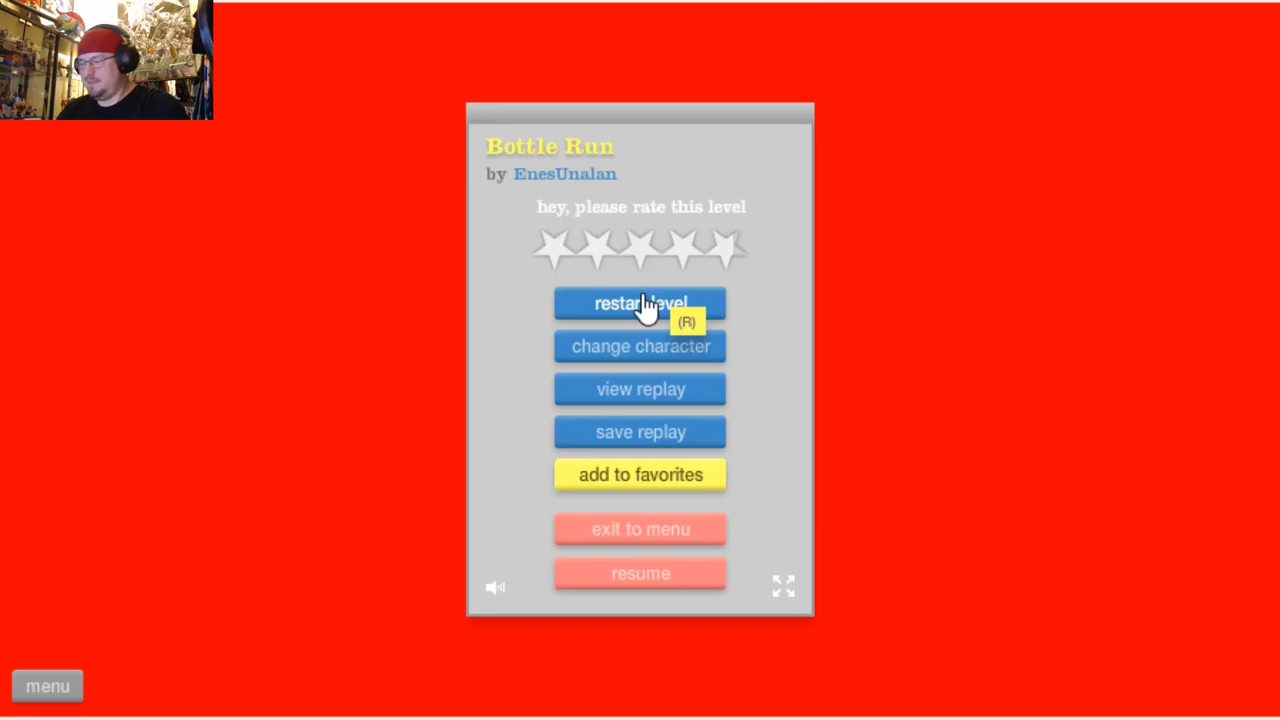 Bottle Run
by EnesUnalan
hey, please rate this level
restart level
(R)
change character
view replay
save replay
add to favorites
exit to menu
resume
menu